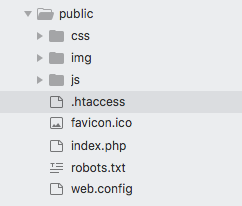 public
css
img
js
.htaccess
favicon.ico
index.php
robots.txt
web.config